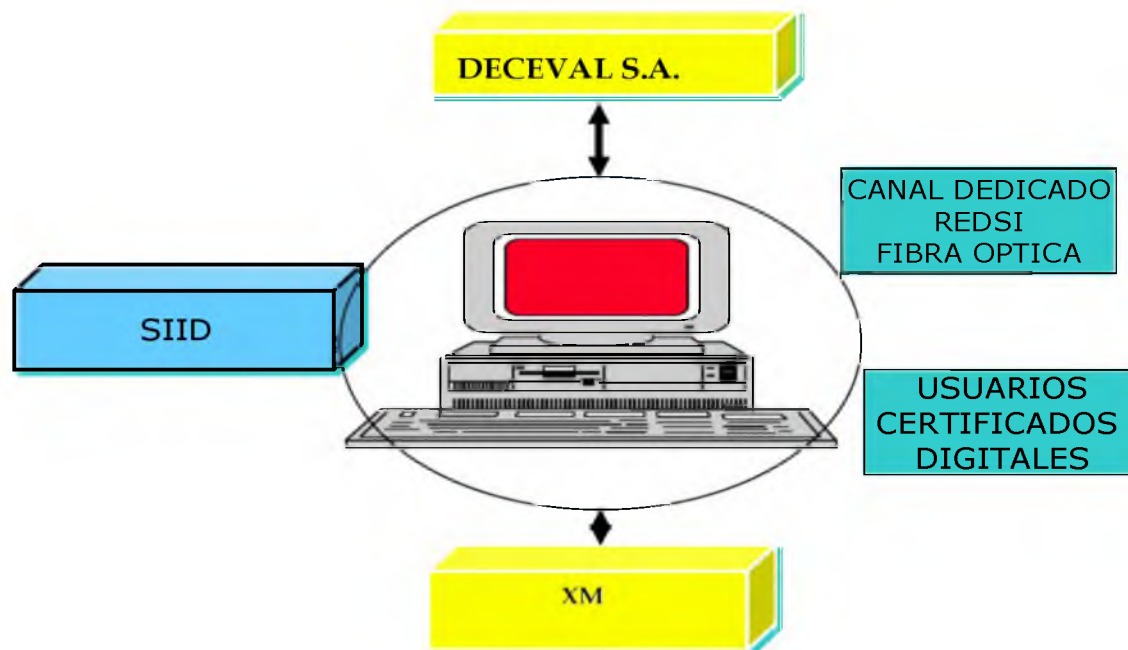 DECEVAL S.A.
CANAL DEDICADO
REDSI
FIBRA OPTICA
SIID
USUARIOS
CERTIFICADOS
DIGITALES
XM